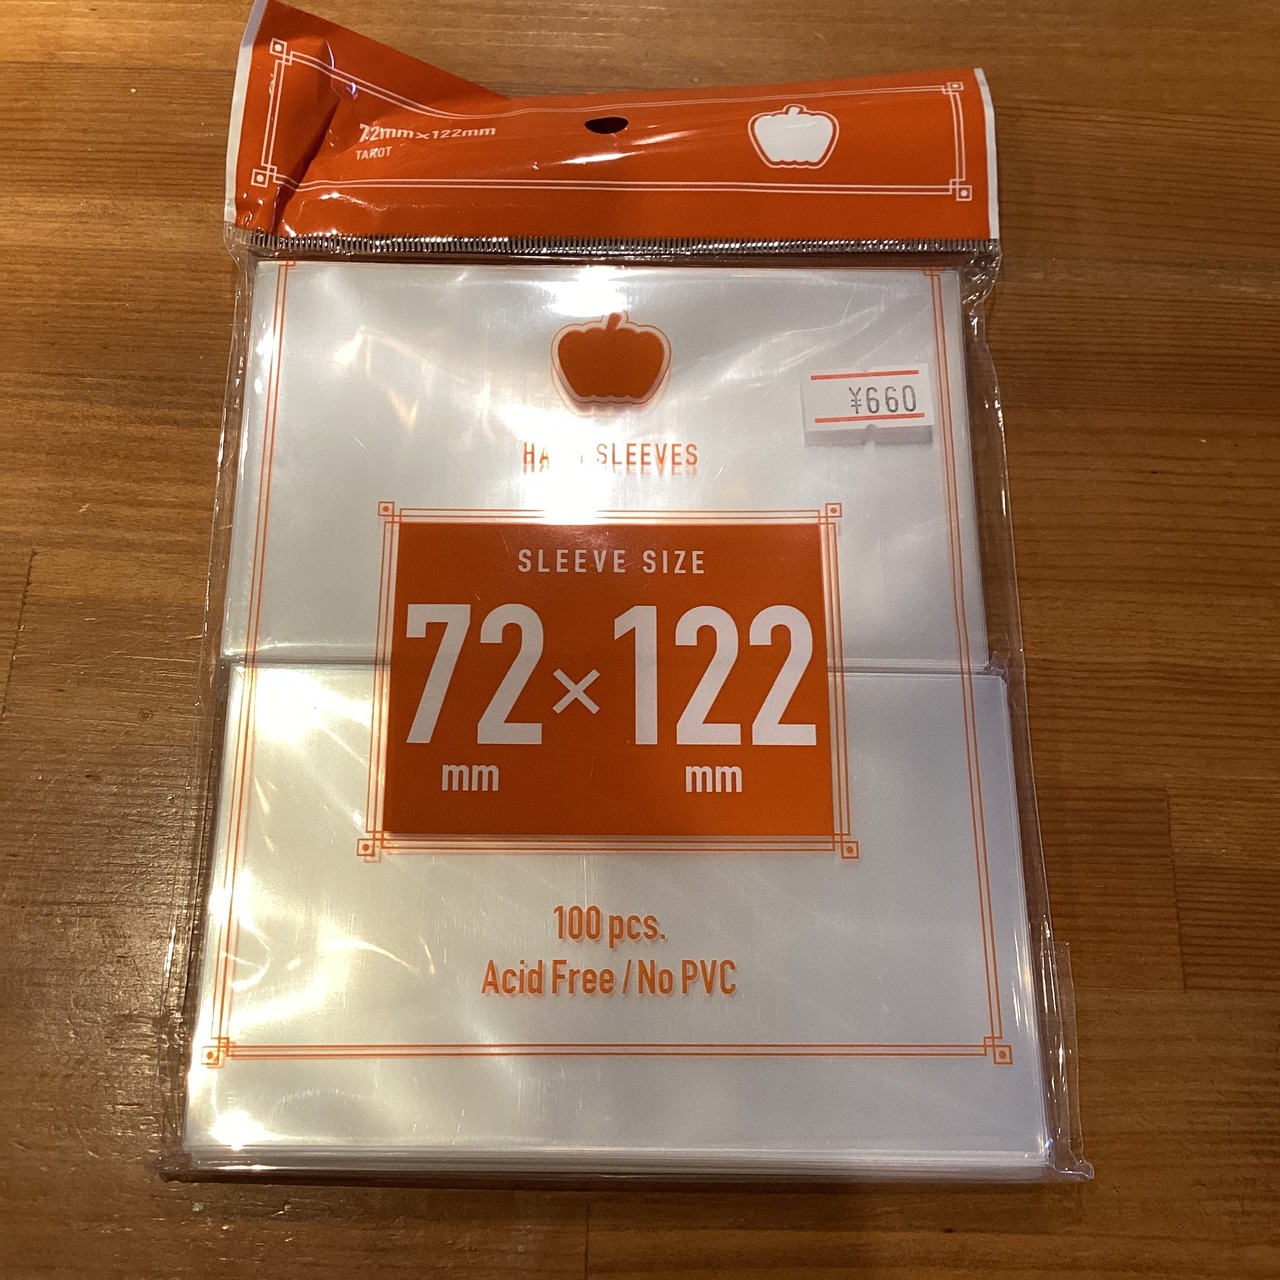 72mm×122mm
TAROT
¥660
SLEEVES
SLEEVE SIZE
72×122
mm mm
100 pcs.
Acid Free / No PVC